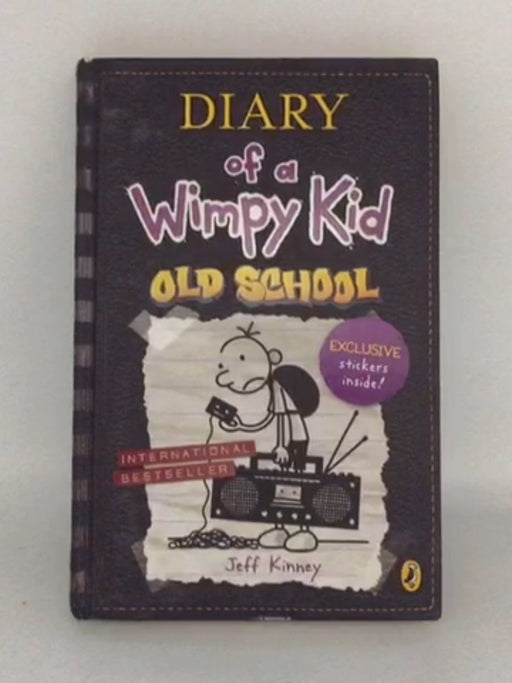 DIARY
of a
Wimpy Kid
OLD SCHOOL
EXCLUSIVE
stickers
inside!
INTERNATIONAL
BESTSELLER
Jeff Kinney